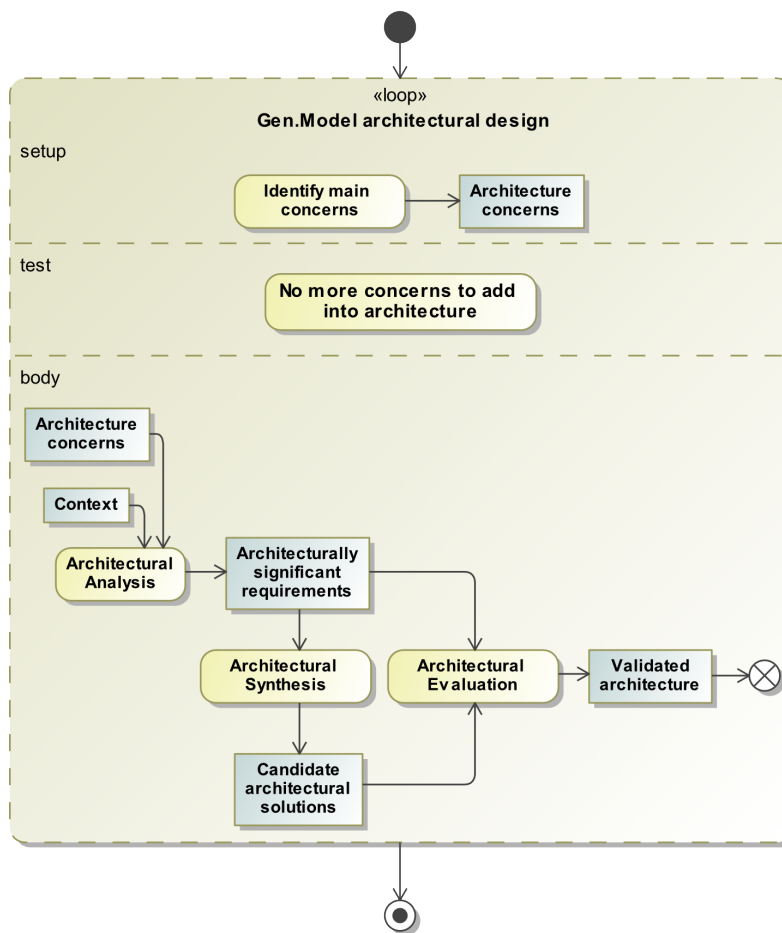 «loop»
Gen.Model architectural design
setup
Identify main
concerns
Architecture
concerns
test
No more concerns to add
into architecture
body
Architecture
concerns
Context
Architectural
Analysis
Architecturally
significant
requirements
Architectural
Synthesis
Architectural
Evaluation
Validated
architecture
Candidate
architectural
solutions